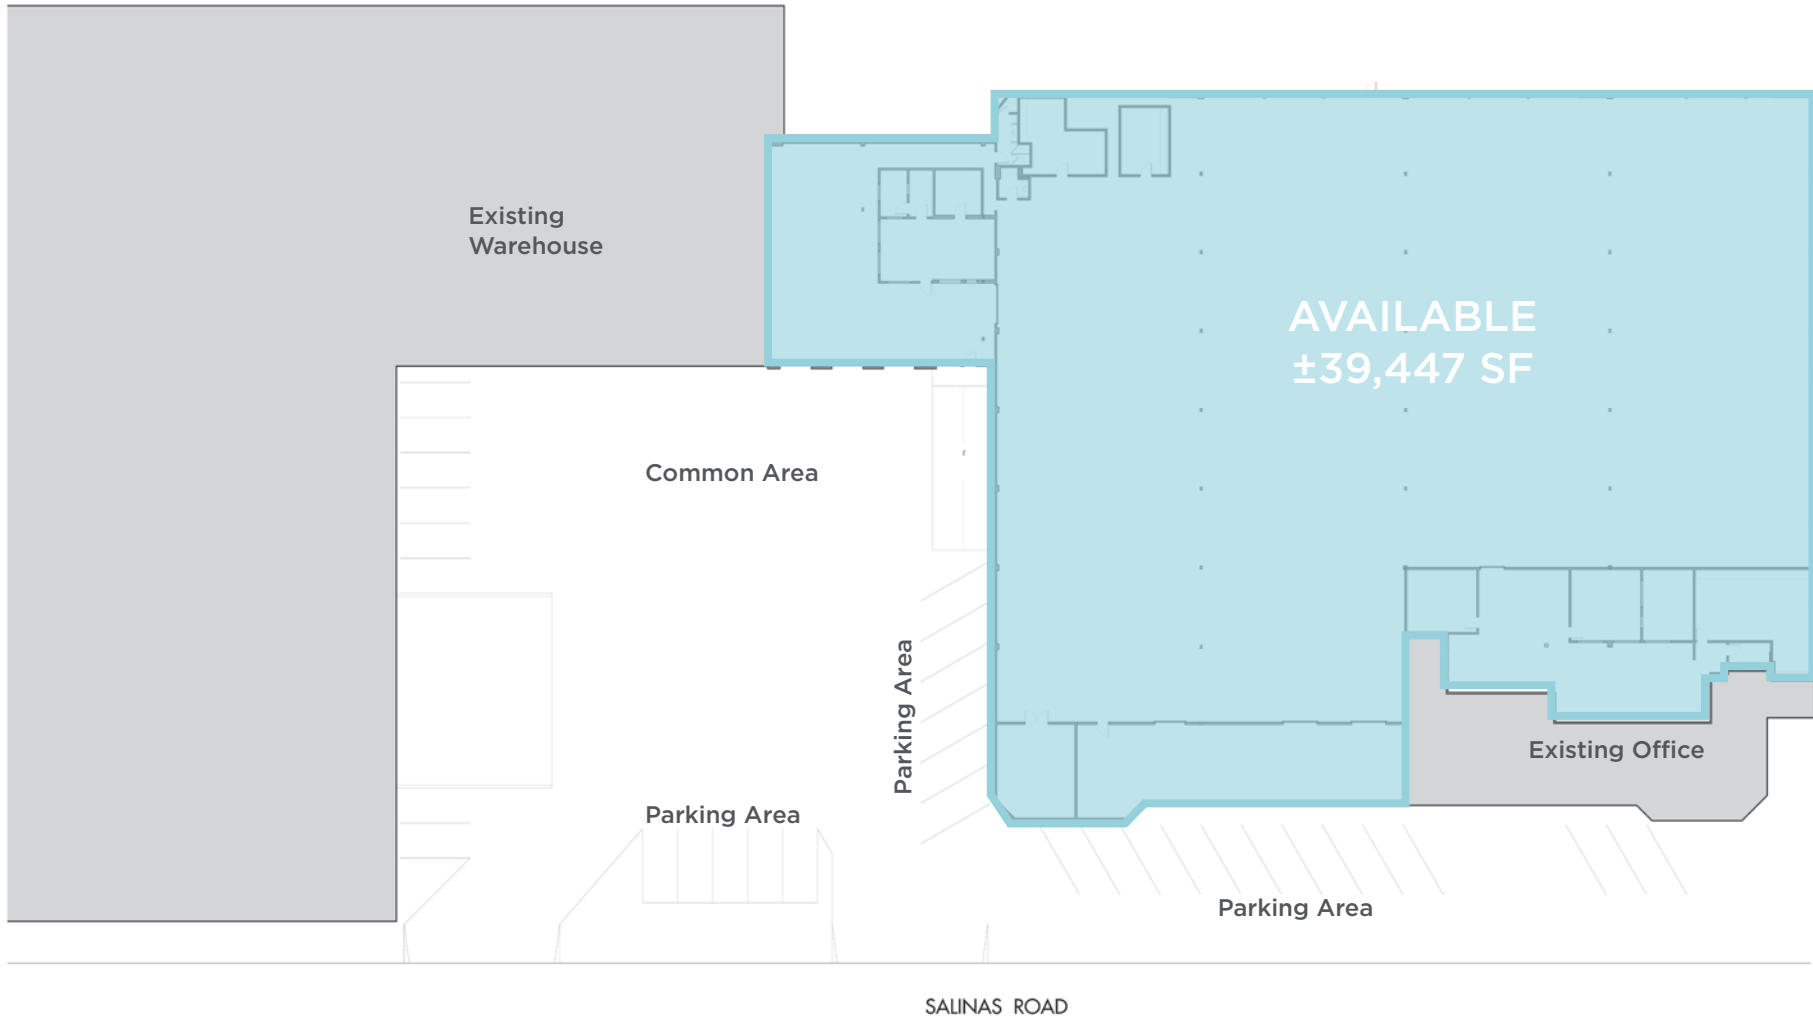 Existing
Warehouse
AVAILABLE
±39,447 SF
Common Area
Parking Area
Existing Office
Parking Area
Parking Area
SALINAS ROAD